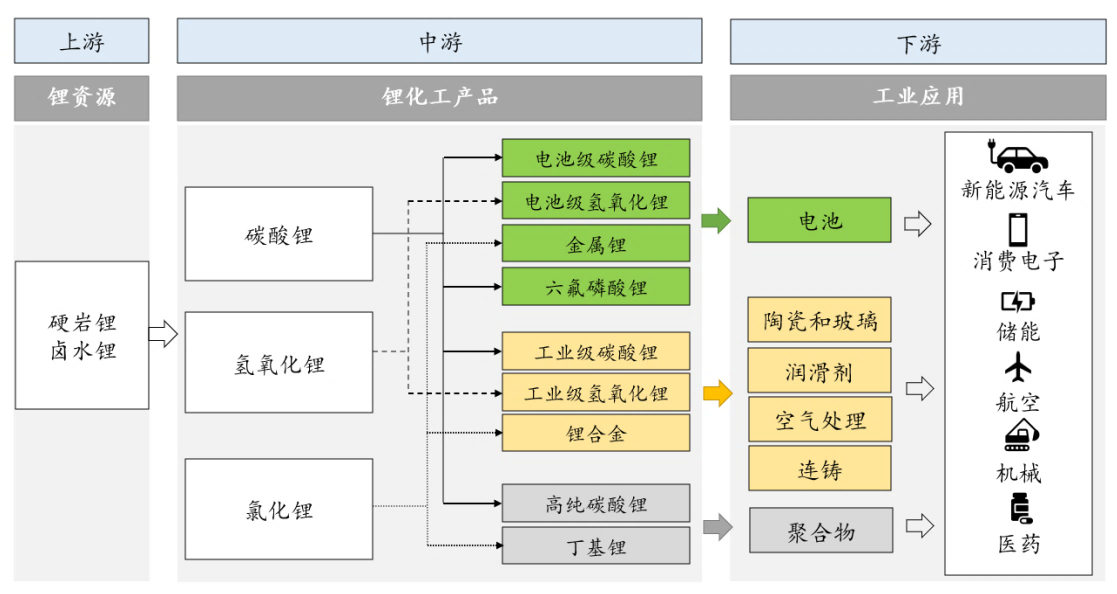 上游
中游
下游
锂资源
锂化工产品
工业应用
硬岩锂
卤水锂
碳酸锂
氢氧化锂
氯化锂
电池级碳酸锂
电池级氢氧化锂
金属锂
六氟磷酸锂
工业级碳酸锂
工业级氢氧化锂
锂合金
高纯碳酸锂
丁基锂
电池
陶瓷和玻璃
润滑剂
空气处理
连铸
聚合物
新能源汽车
消费电子
储能
航空
机械
医药